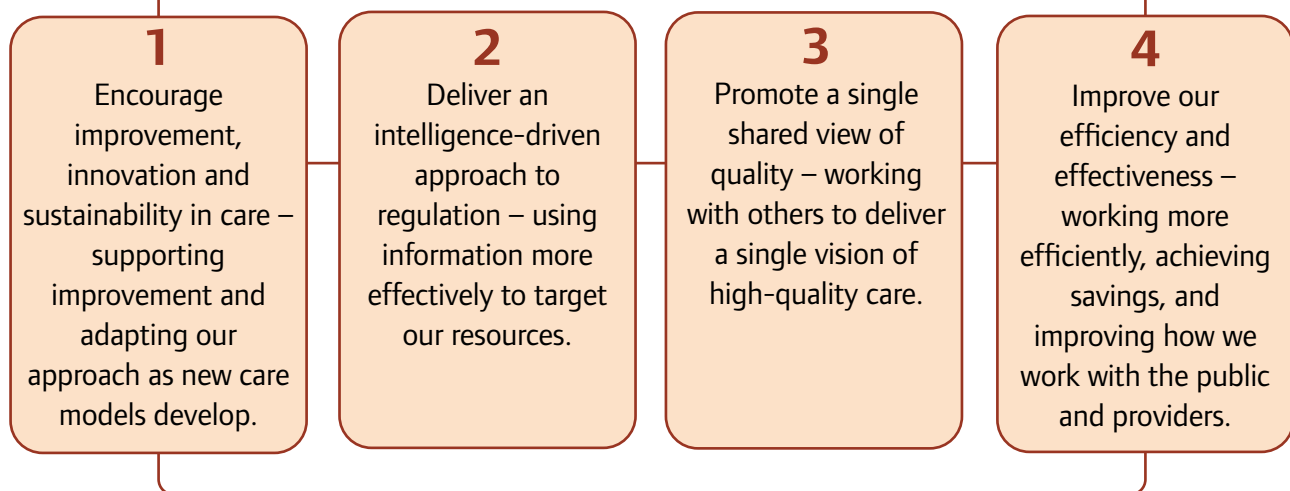 1
Encourage
improvement,
innovation and
sustainability in care –
supporting
improvement and
adapting our
approach as new care
models develop.
2
Deliver an
intelligence-driven
approach to
regulation – using
information more
effectively to target
our resources.
3
Promote a single
shared view of
quality – working
with others to deliver
a single vision of
high-quality care.
4
Improve our
efficiency and
effectiveness –
working more
efficiently, achieving
savings, and
improving how we
work with the public
and providers.